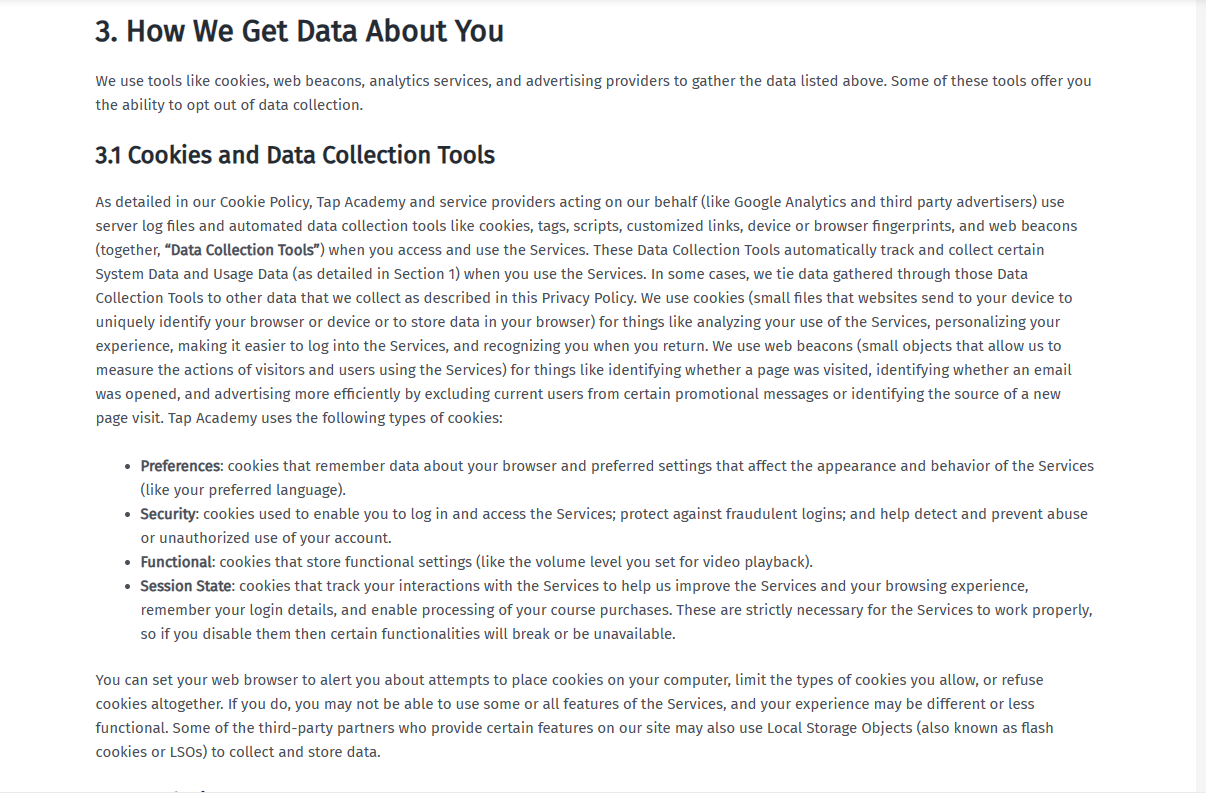 3. How We Get Data About You
We use tools like cookies, web beacons, analytics services, and advertising providers to gather the data listed above. Some of these tools offer you
the ability to opt out of data collection.
3.1 Cookies and Data Collection Tools
As detailed in our Cookie Policy, Tap Academy and service providers acting on our behalf (like Google Analytics and third party advertisers) use
server log files and automated data collection tools like cookies, tags, scripts, customized links, device or browser fingerprints, and web beacons
(together, “Data Collection Tools”) when you access and use the Services. These Data Collection Tools automatically track and collect certain
System Data and Usage Data (as detailed in Section 1) when you use the Services. In some cases, we tie data gathered through those Data
Collection Tools to other data that we collect as described in this Privacy Policy. We use cookies (small files that websites send to your device to
uniquely identify your browser or device or to store data in your browser) for things like analyzing your use of the Services, personalizing your
experience, making it easier to log into the Services, and recognizing you when you return. We use web beacons (small objects that allow us to
measure the actions of visitors and users using the Services) for things like identifying whether a page was visited, identifying whether an email
was opened, and advertising more efficiently by excluding current users from certain promotional messages or identifying the source of a new
page visit. Tap Academy uses the following types of cookies:
• Preferences: cookies that remember data about your browser and preferred settings that affect the appearance and behavior of the Services
(like your preferred language).
• Security: cookies used to enable you to log in and access the Services; protect against fraudulent logins; and help detect and prevent abuse
or unauthorized use of your account.
• Functional: cookies that store functional settings (like the volume level you set for video playback).
• Session State: cookies that track your interactions with the Services to help us improve the Services and your browsing experience,
remember your login details, and enable processing of your course purchases. These are strictly necessary for the Services to work properly,
so if you disable them then certain functionalities will break or be unavailable.
You can set your web browser to alert you about attempts to place cookies on your computer, limit the types of cookies you allow, or refuse
cookies altogether. If you do, you may not be able to use some or all features of the Services, and your experience may be different or less
functional. Some of the third-party partners who provide certain features on our site may also use Local Storage Objects (also known as flash
cookies or LSOs) to collect and store data.